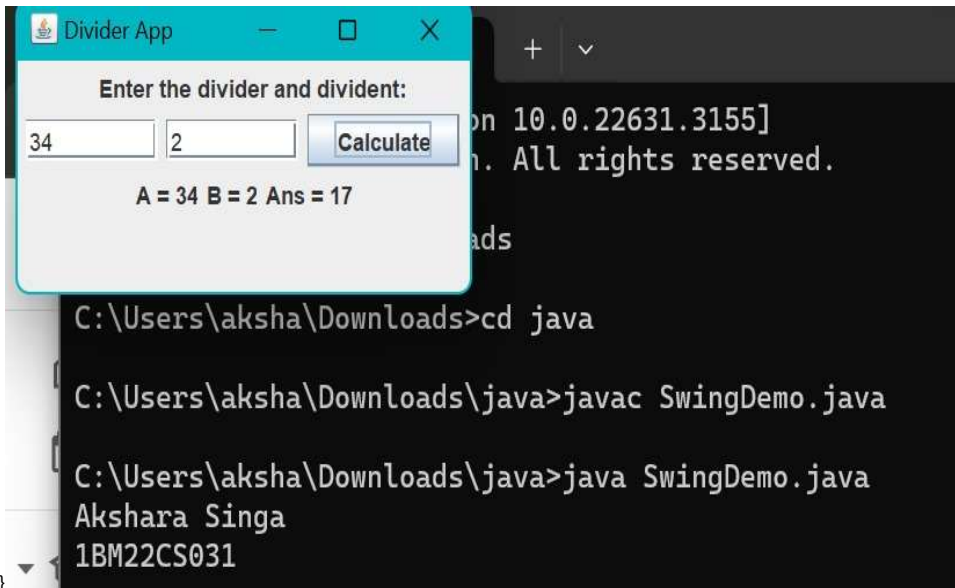 Divider App
Enter the divider and divident:
34 2 Calculate
A = 34 B = 2 Ans = 17
on 10.0.22631.3155]
. All rights reserved.
ads
C:\Users\aksha\Downloads>cd java
C:\Users\aksha\Downloads\java>javac SwingDemo.java
C:\Users\aksha\Downloads\java>java SwingDemo.java
Akshara Singa
1BM22CS031
}